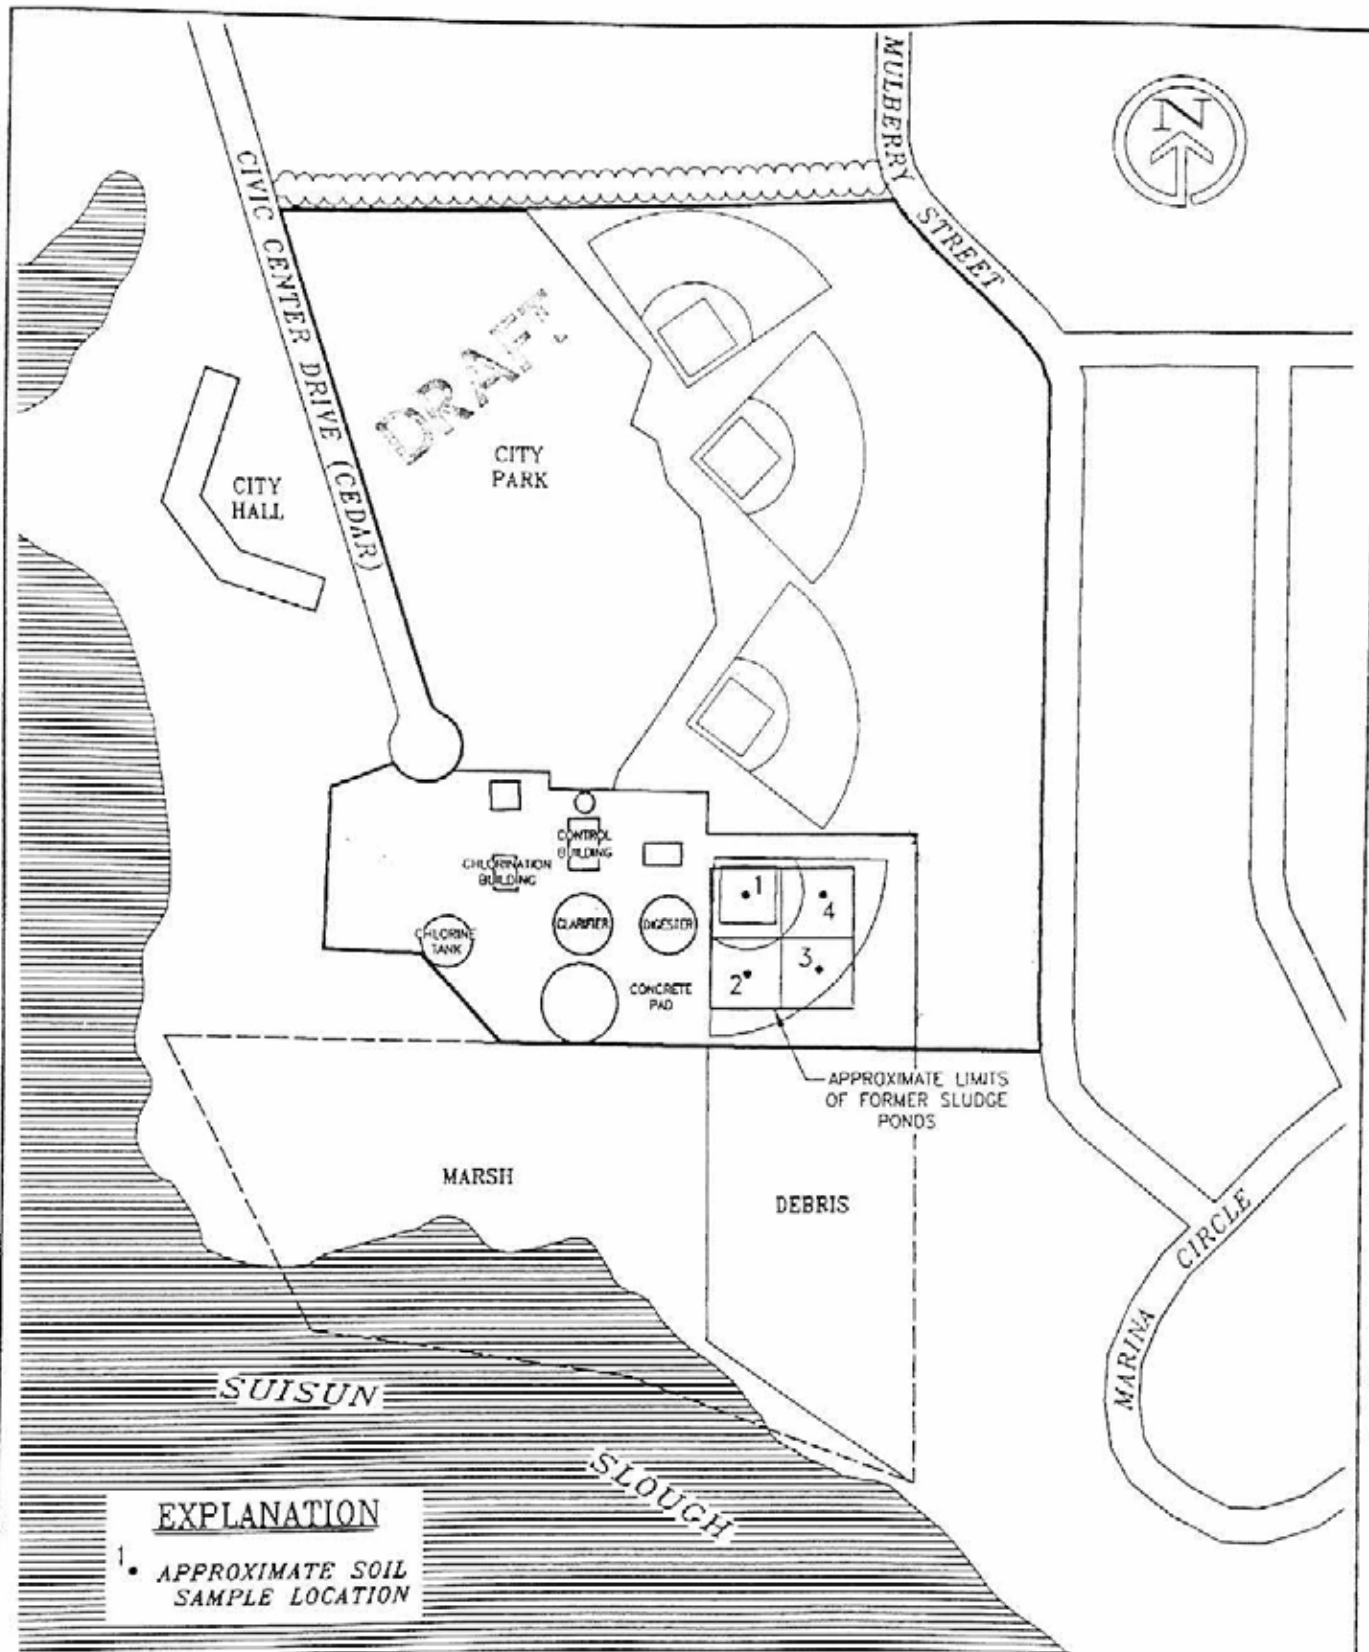 MULBERRY STREET
N
CIVIC CENTER DRIVE (CEDAR)
DRAFT
CITY
PARK
CITY
HALL
CONTROL
BUILDING
CHLORINATION
BUILDING
1
4
CHLORINE
TANK
CLARIFIER
DIGESTER
2
3
CONCRETE
PAD
APPROXIMATE LIMITS
OF FORMER SLUDGE
PONDS
MARSH
DEBRIS
MARINA CIRCLE
SUISUN
SLOUGH
EXPLANATION
1
APPROXIMATE SOIL
SAMPLE LOCATION